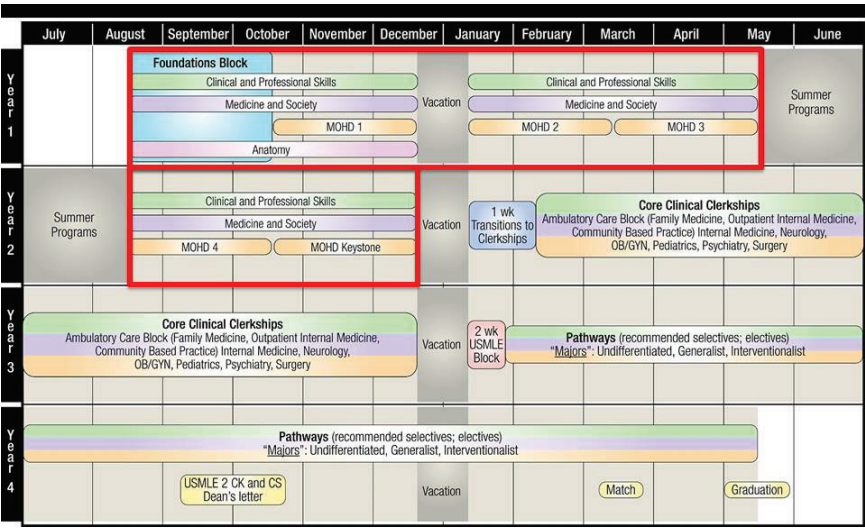 July August September October November December January February March April May June
Year 1
Foundations Block
Clinical and Professional Skills
Medicine and Society
MOHD 1
Anatomy
Vacation
Clinical and Professional Skills
Medicine and Society
MOHD 2
MOHD 3
Summer
Programs
Year 2
Summer
Programs
Clinical and Professional Skills
Medicine and Society
MOHD 4
MOHD Keystone
Vacation
1 wk
Transitions to
Clerkships
Core Clinical Clerkships
Ambulatory Care Block (Family Medicine, Outpatient Internal Medicine,
Community Based Practice) Internal Medicine, Neurology,
OB/GYN, Pediatrics, Psychiatry, Surgery
Year 3
Core Clinical Clerkships
Ambulatory Care Block (Family Medicine, Outpatient Internal Medicine,
Community Based Practice) Internal Medicine, Neurology,
OB/GYN, Pediatrics, Psychiatry, Surgery
Vacation
2 wk
USMLE
Block
Pathways (recommended selectives; electives)
“Majors”: Undifferentiated, Generalist, Interventionalist
Year 4
Pathways (recommended selectives; electives)
“Majors”: Undifferentiated, Generalist, Interventionalist
USMLE 2 CK and CS
Dean's letter
Vacation
Match
Graduation